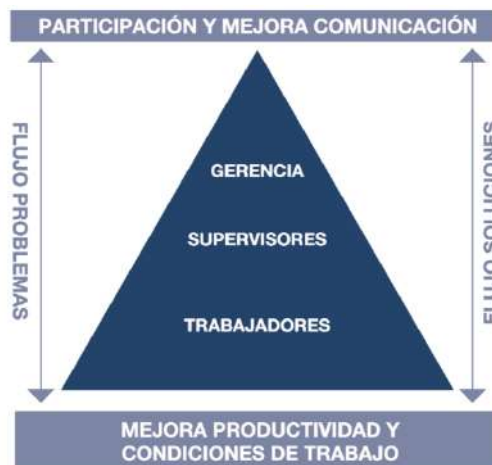 PARTICIPACIÓN Y MEJORA COMUNICACIÓN
FLUJO PROBLEMAS
GERENCIA
SUPERVISORES
TRABAJADORES
FLUJO SOLUCIONES
MEJORA PRODUCTIVIDAD Y
CONDICIONES DE TRABAJO